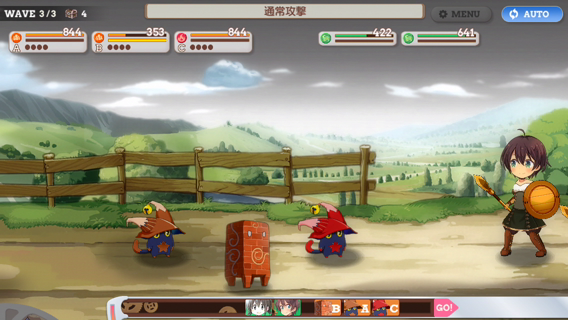 WAVE 3/3 4
通常攻撃
MENU
AUTO
844
353
844
422
641
A
B
C
B A C GO!